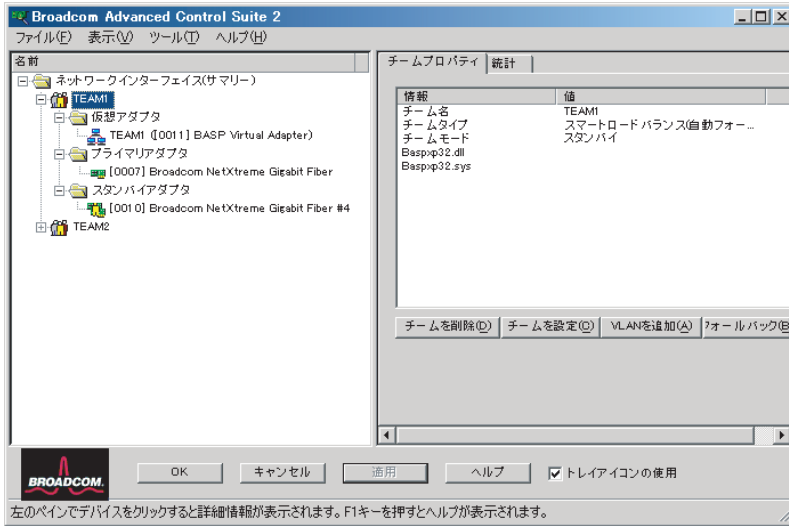 Broadcom Advanced Control Suite 2
ファイル(F) 表示(V) ツール(T) ヘルプ(H)
名前
ネットワークインターフェイス(サマリー)
TEAM1
仮想アダプタ
TEAM1 ([0011] BASP Virtual Adapter)
プライマリアダプタ
[0007] Broadcom NetXtreme Gigabit Fiber
スタンバイアダプタ
[0010] Broadcom NetXtreme Gigabit Fiber #4
TEAM2
チームプロパティ 統計
情報 値
チーム名 TEAM1
チームタイプ スマートロード バランス(自動フォー...
チームモード スタンバイ
Baspxp32.dll
Baspxp32.sys
チームを削除(D) チームを設定(C) VLANを追加(A) フォールバック(B
BROADCOM.
OK キャンセル 適用 ヘルプ トレイアイコンの使用
左のペインでデバイスをクリックすると詳細情報が表示されます。F1キーを押すとヘルプが表示されます。